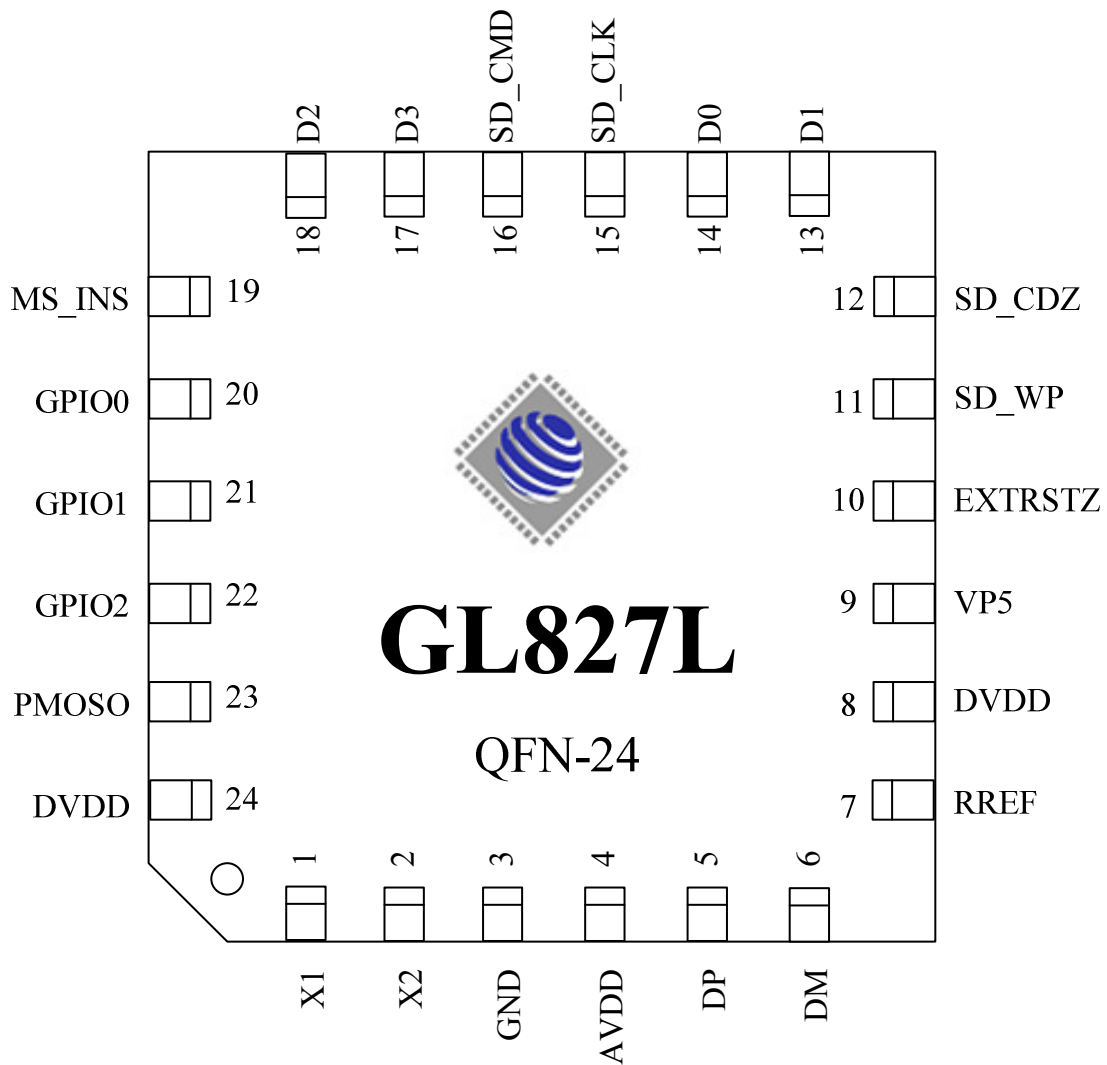 D2
D3
SD_CMD
SD_CLK
D0
D1
18
17
16
15
14
13
MS_INS
19
12
SD_CDZ
GPIO0
20
11
SD_WP
GPIO1
21
10
EXTRSTZ
GPIO2
22
9
VP5
GL827L
PMOSO
23
8
DVDD
QFN-24
DVDD
24
7
RREF
1
2
3
4
5
6
X1
X2
GND
AVDD
DP
DM